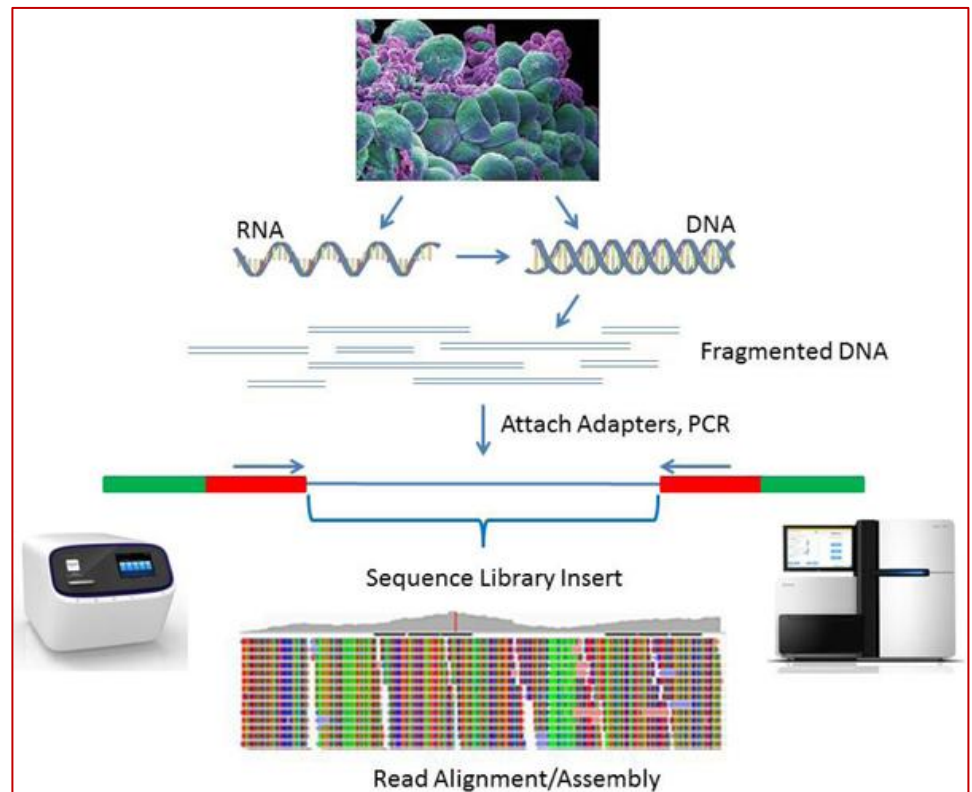 RNA
DNA
Fragmented DNA
Attach Adapters, PCR
Sequence Library Insert
Read Alignment/Assembly